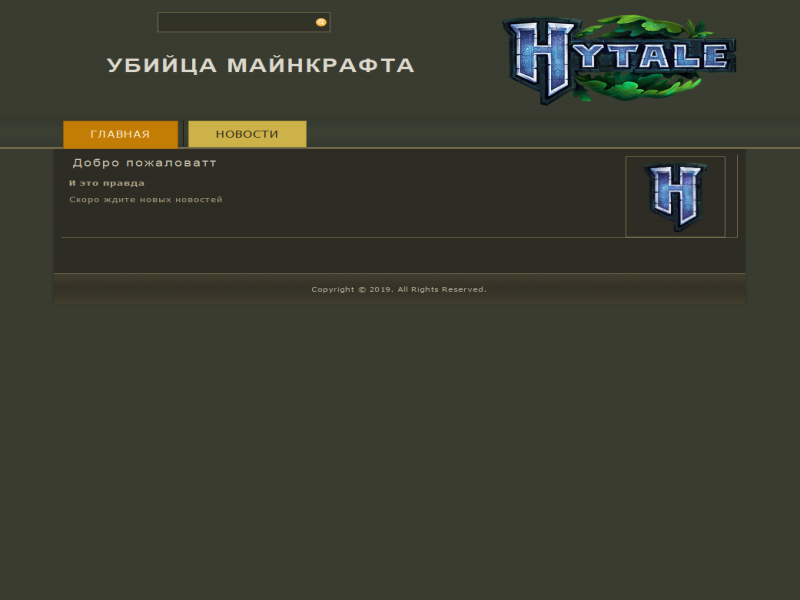 HYTALE
УБИЙЦА МАЙНКРАФТА
ГЛАВНАЯ
НОВОСТИ
Добро пожаловатт
И это правда
Скоро ждите новых новостей
H
Copyright © 2019. All Rights Reserved.